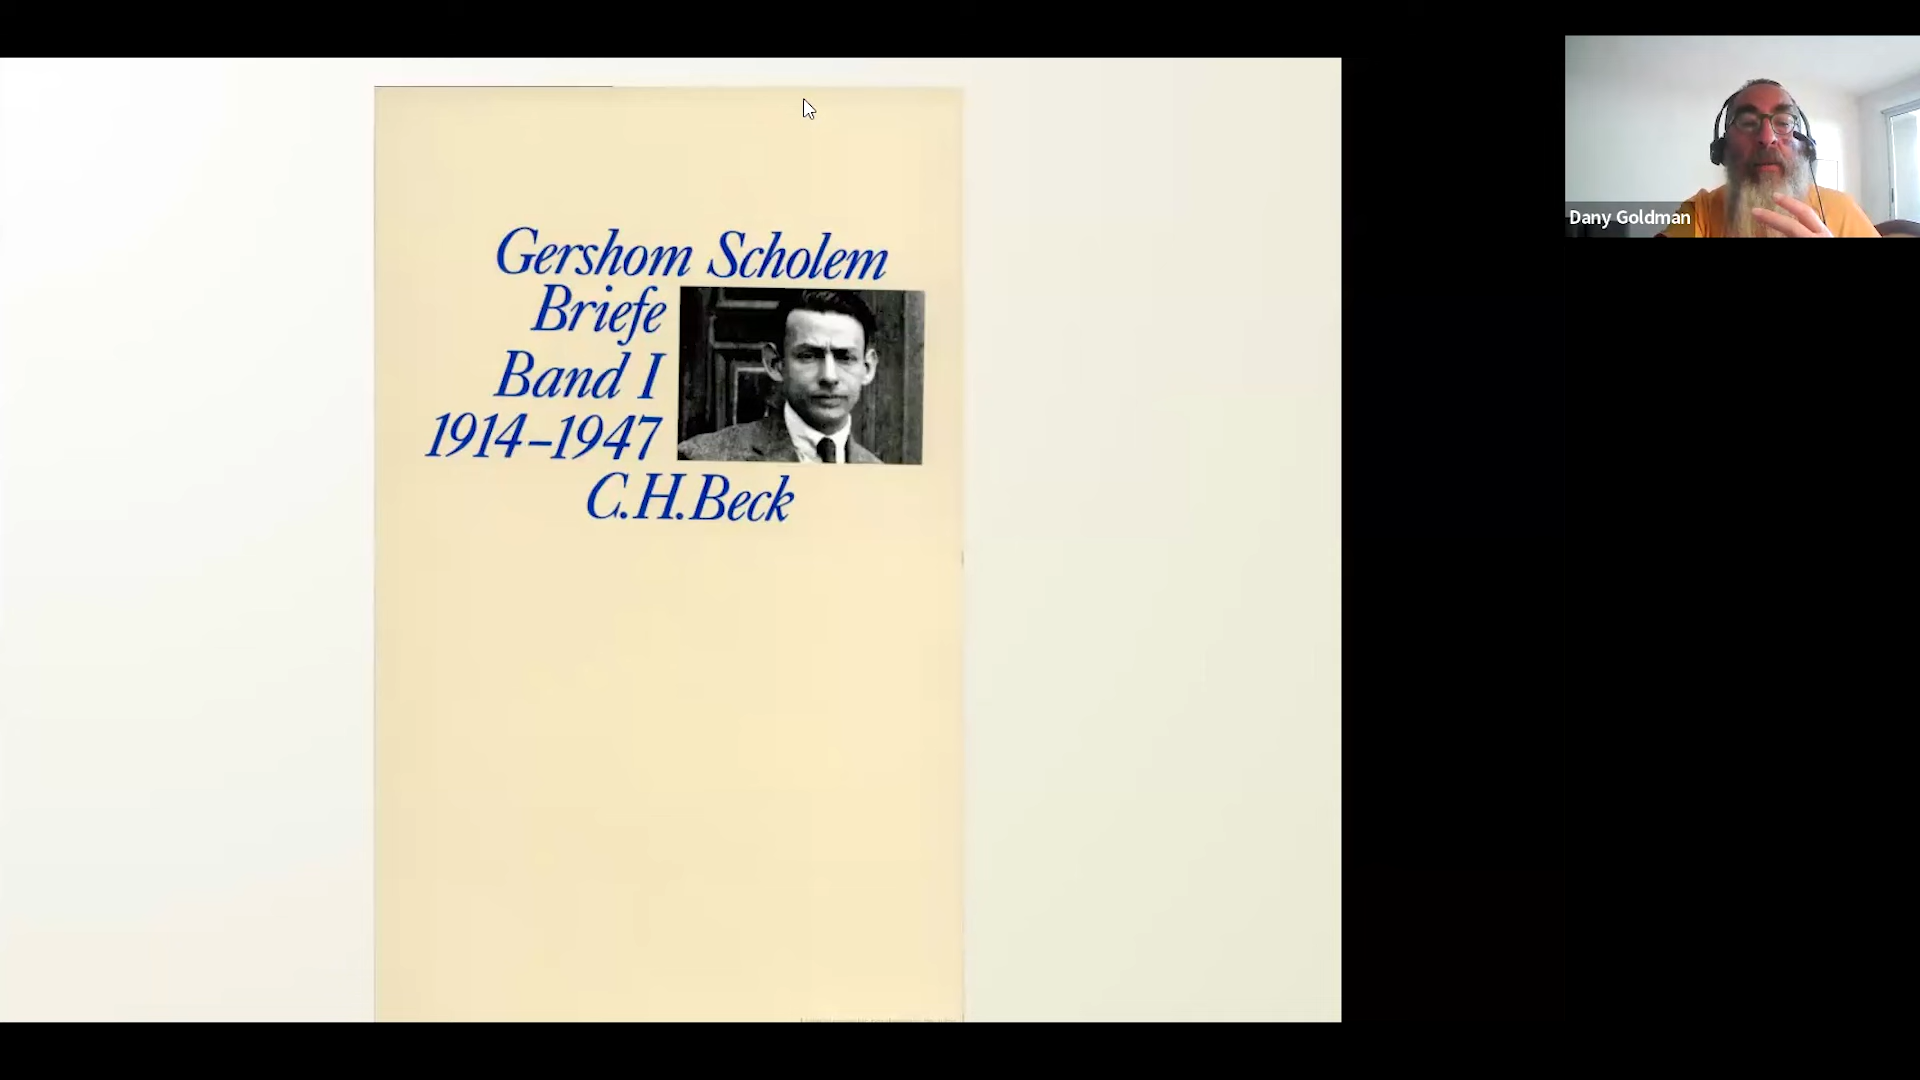 Gershom Scholem
Briefe
Band I
1914–1947
C.H.Beck
Dany Goldman